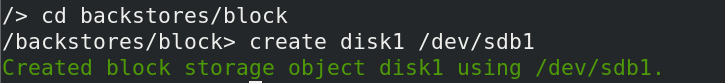 /> cd backstores/block
/backstores/block> create disk1 /dev/sdb1
Created block storage object disk1 using /dev/sdb1.